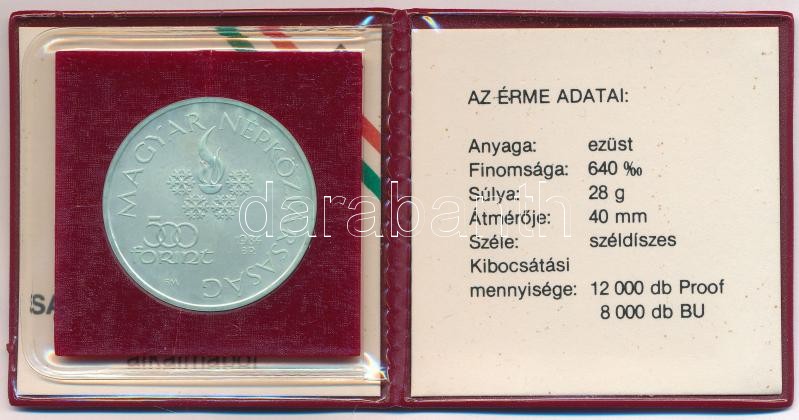 MAGYAR NÉPKÖZTÁRSASÁG
500
forint
1984
BP.
darabanth
AZ ÉRME ADATAI:
Anyaga: ezüst
Finomsága: 640 ‰
Súlya: 28 g
Átmérője: 40 mm
Széle: széldíszes
Kibocsátási
mennyisége: 12 000 db Proof
8 000 db BU